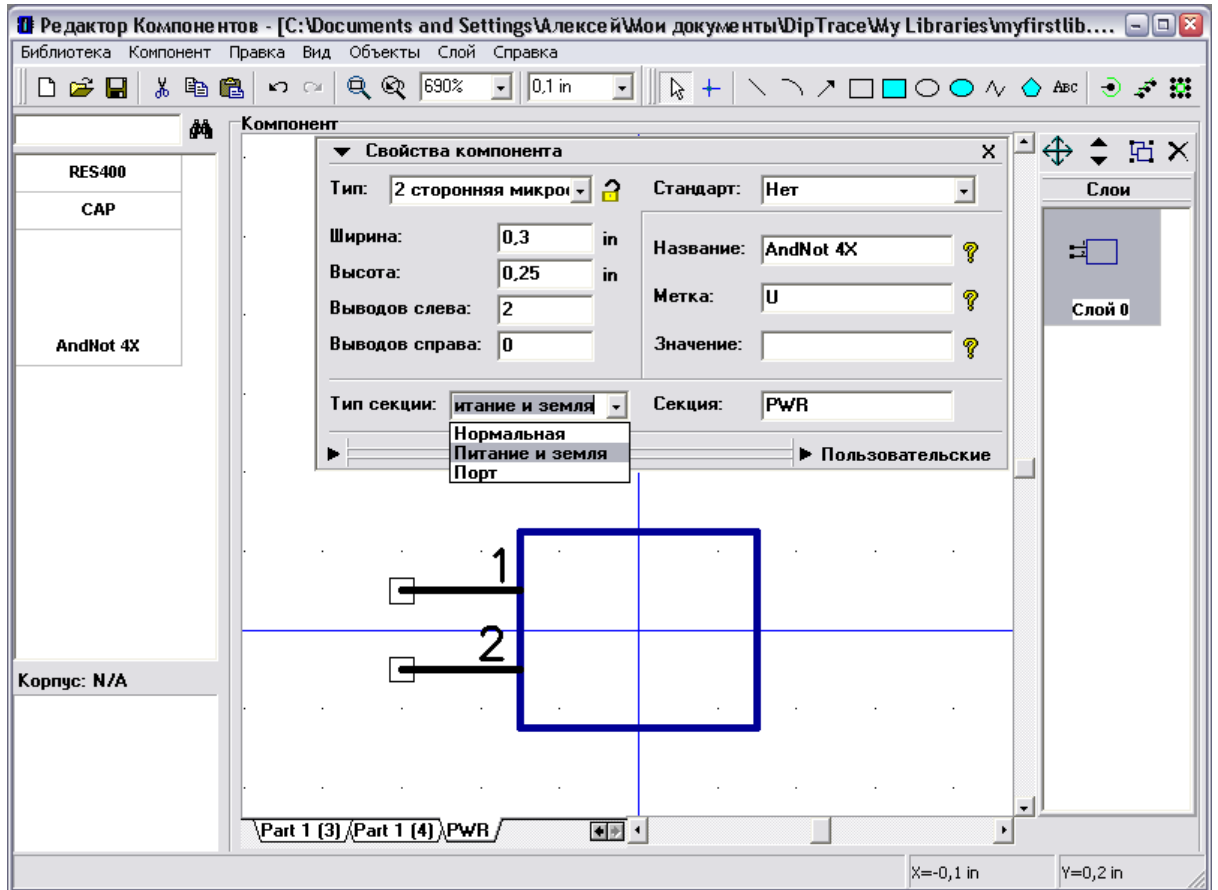 Редактор Компонентов - [C:\Documents and Settings\Алексей\Мои документы\DipTrace\My Libraries\myfirstlib....
Библиотека Компонент Правка Вид Объекты Слой Справка
690% 0,1 in ABC
Компонент
RES400
CAP
AndNot 4X
Корпус: N/A
Свойства компонента X
Тип: 2 сторонняя микро Стандарт: Нет
Ширина: 0,3 in
Высота: 0,25 in
Выводов слева: 2
Выводов справа: 0
Название: AndNot 4X
Метка: U
Значение:
Тип секции: итание и земля Секция: PWR
Нормальная
Питание и земля
Порт
Пользовательские
1
2
Part 1 (3) Part 1 (4) PWR
Слои
Слой 0
X=-0,1 in Y=0,2 in